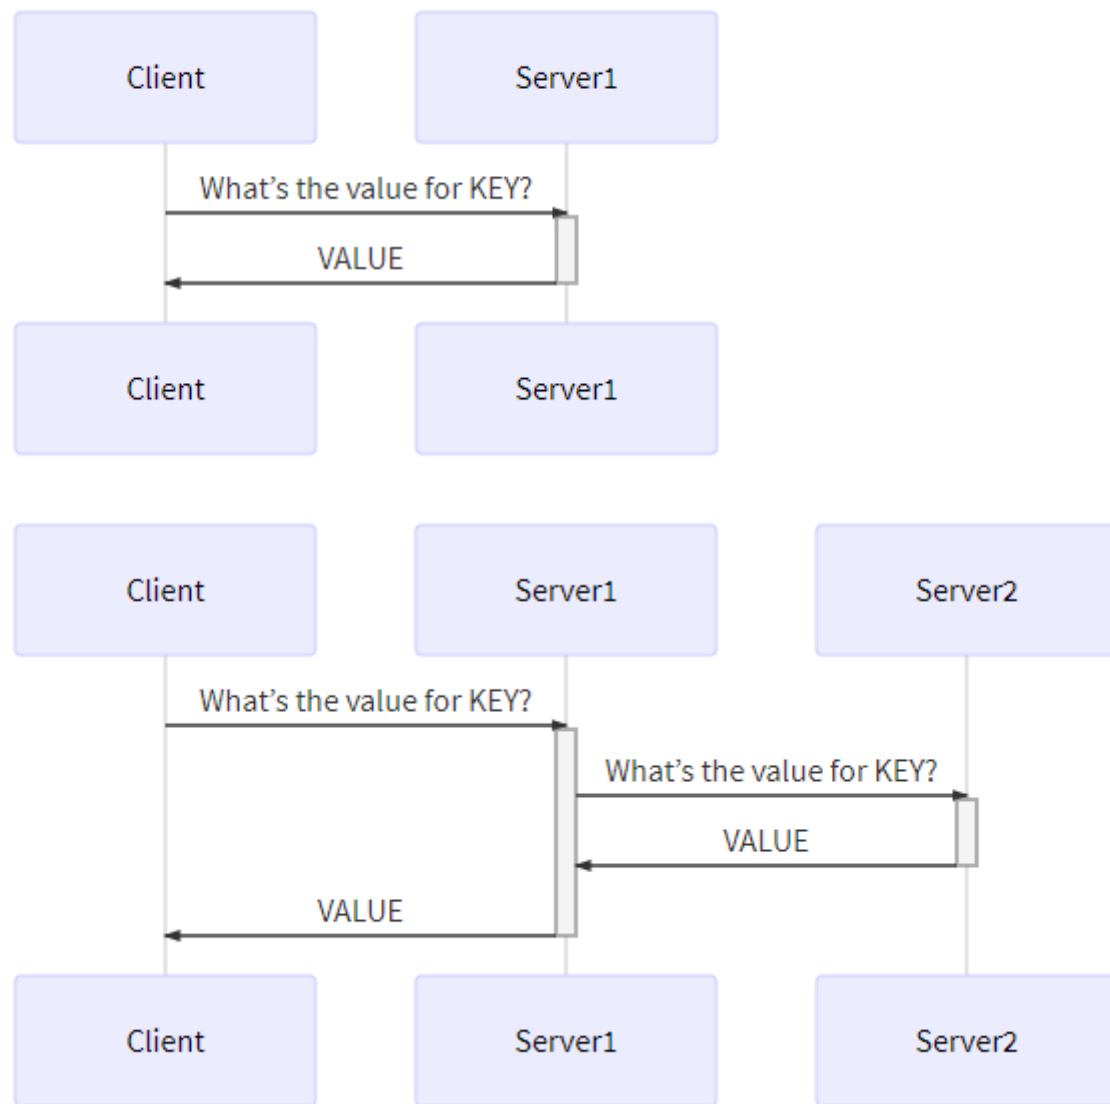 Client
Server1
What’s the value for KEY?
VALUE
Client
Server1
Client
Server1
Server2
What’s the value for KEY?
What’s the value for KEY?
VALUE
VALUE
Client
Server1
Server2